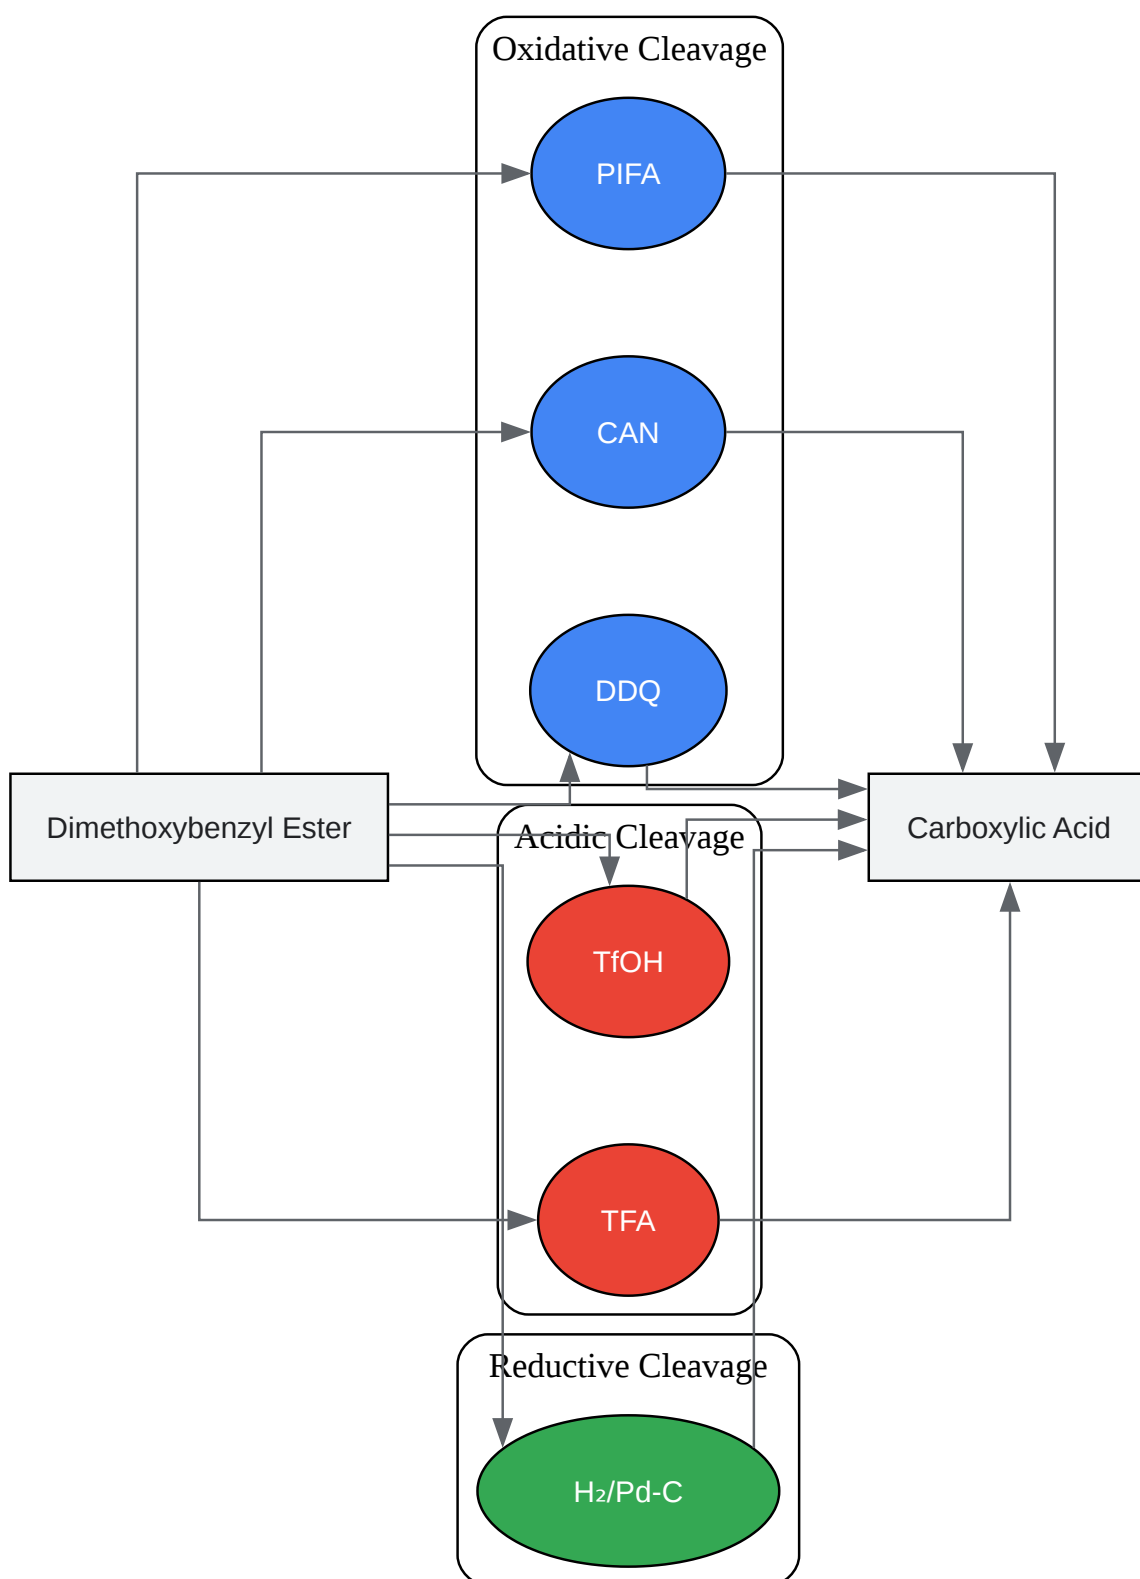 Oxidative Cleavage
PIFA
CAN
DDQ
Dimethoxybenzyl Ester
Carboxylic Acid
Acidic Cleavage
TfOH
TFA
Reductive Cleavage
H₂/Pd-C